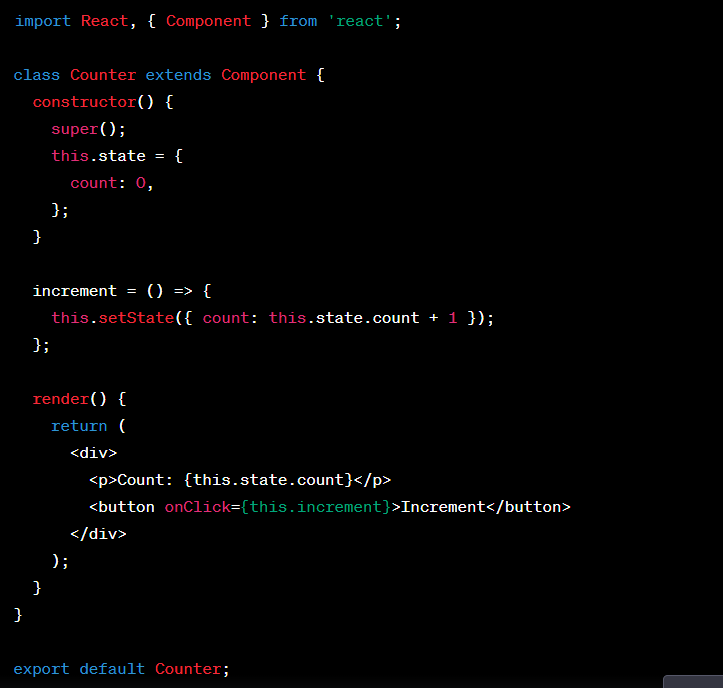 import React, { Component } from 'react';

class Counter extends Component {
  constructor() {
    super();
    this.state = {
      count: 0,
    };
  }

  increment = () => {
    this.setState({ count: this.state.count + 1 });
  };

  render() {
    return (
      <div>
        <p>Count: {this.state.count}</p>
        <button onClick={this.increment}>Increment</button>
      </div>
    );
  }
}

export default Counter;